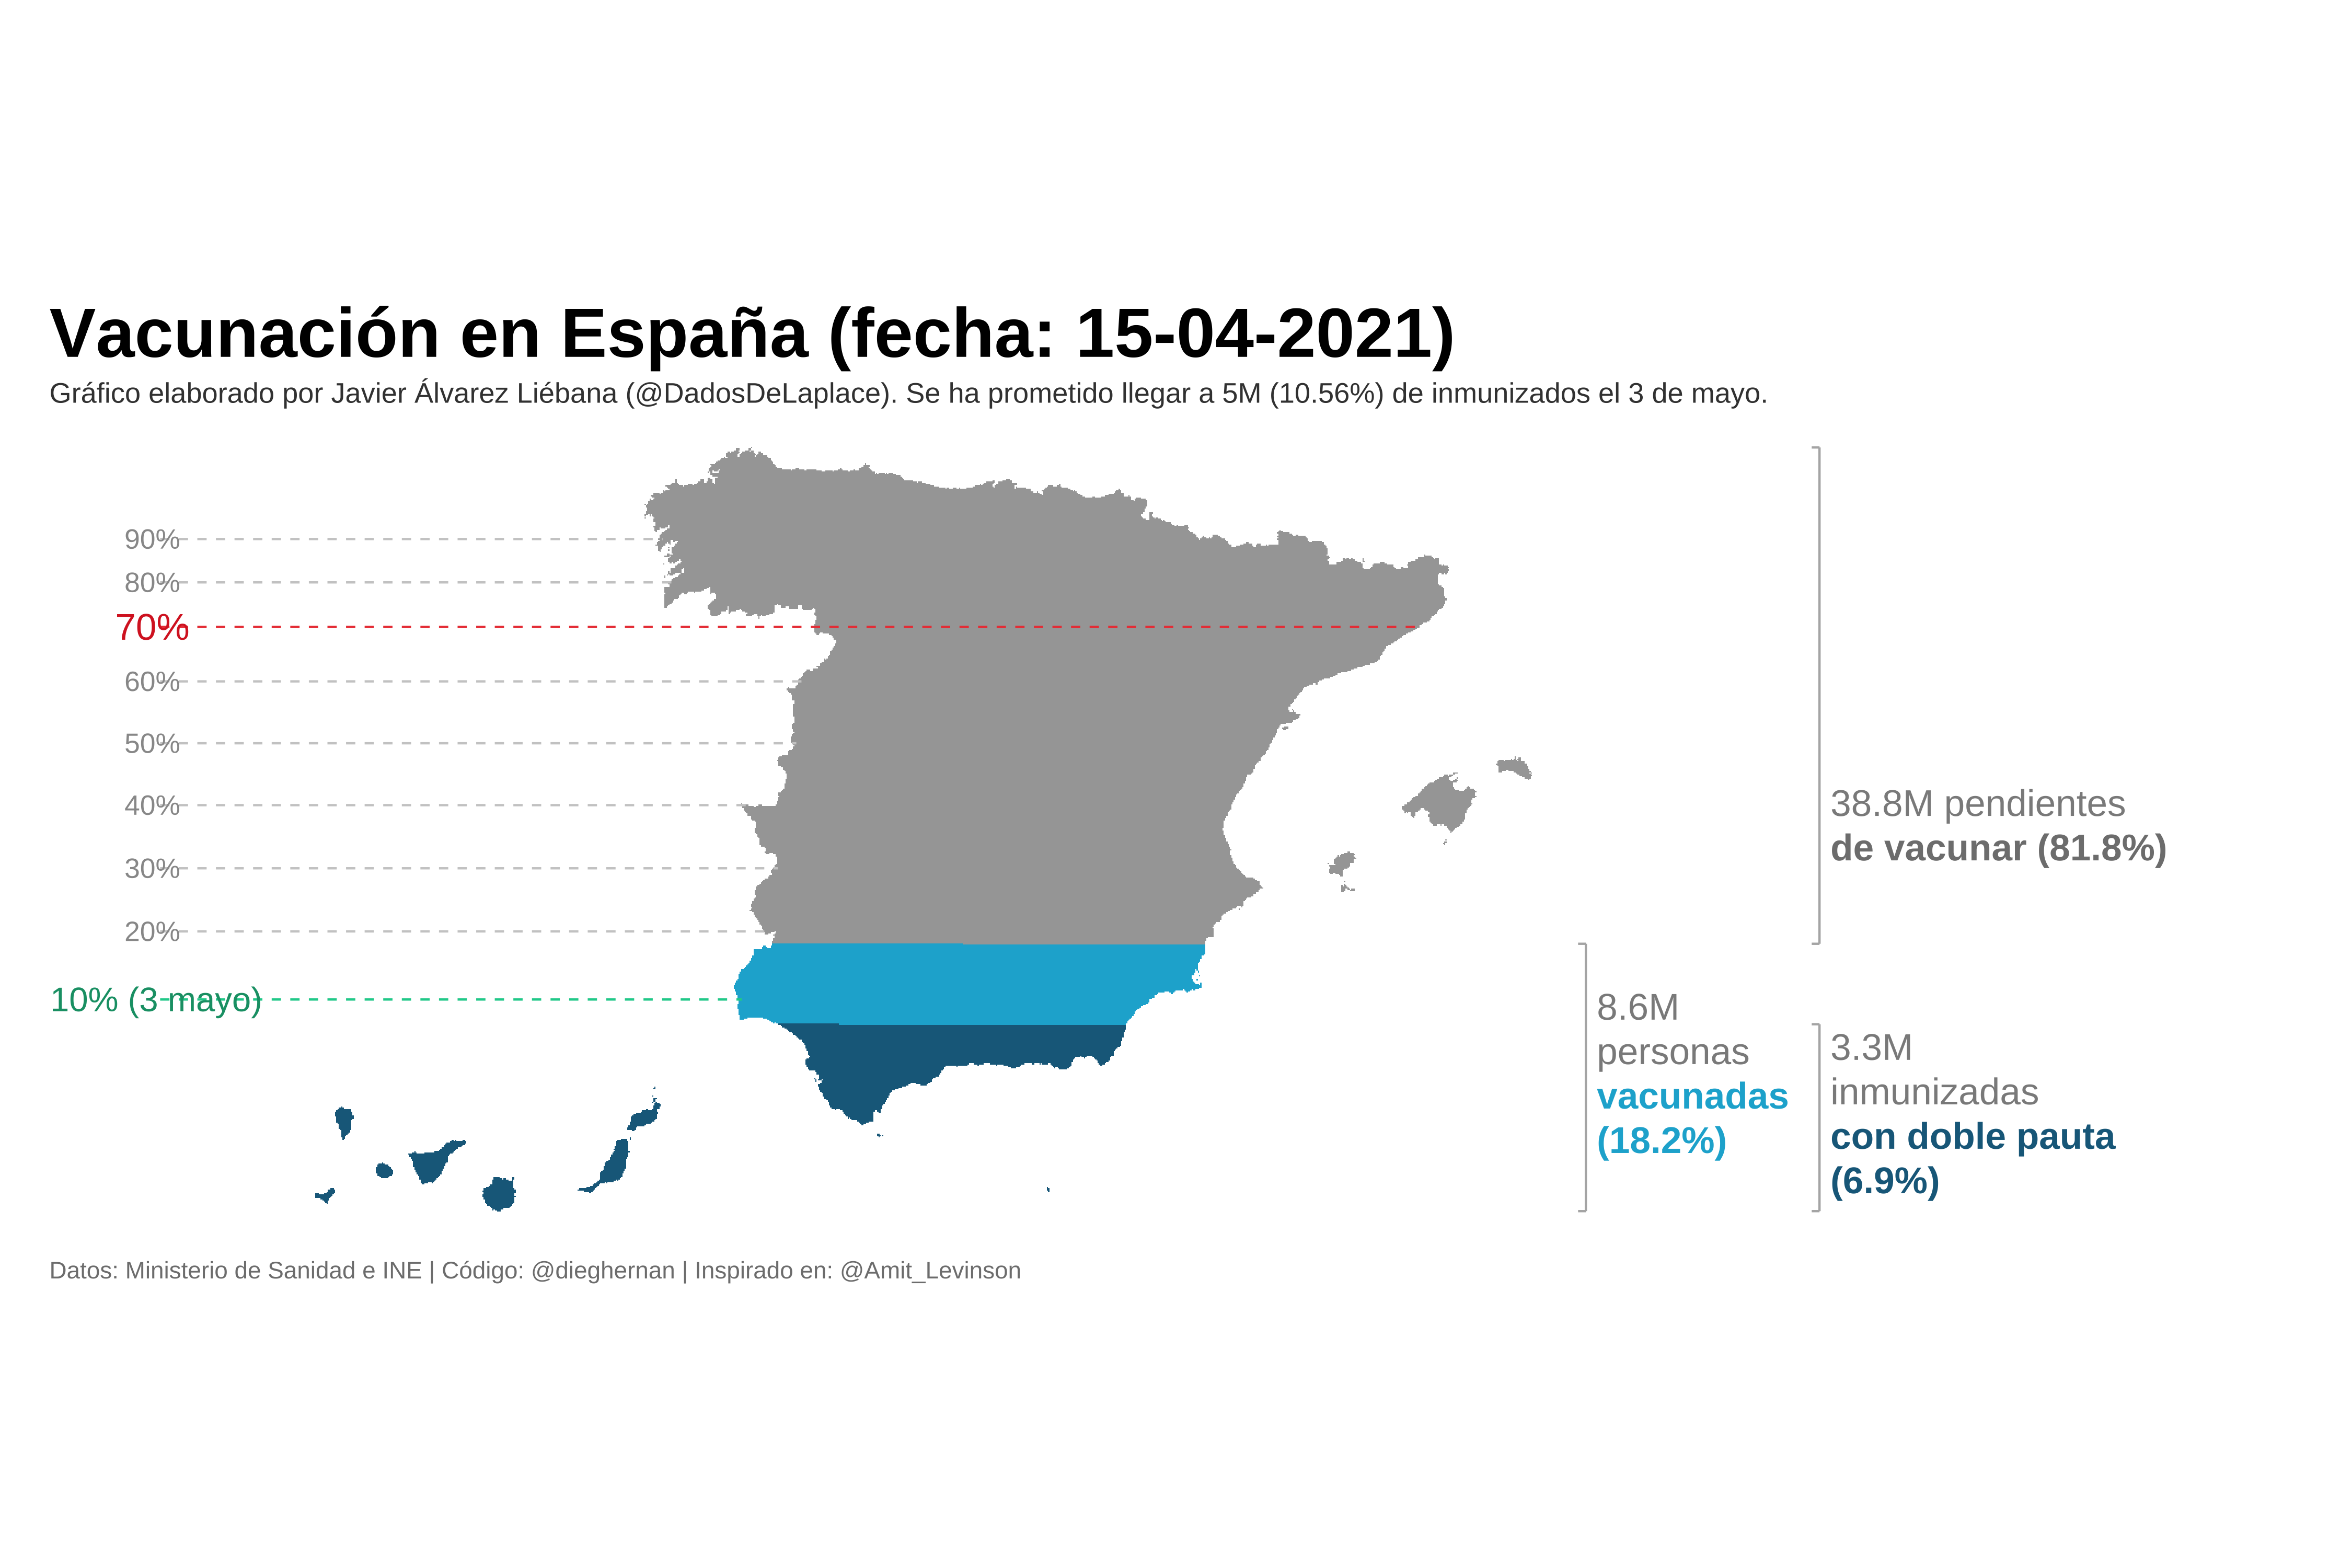 Vacunación en España (fecha: 15-04-2021)
Gráfico elaborado por Javier Álvarez Liébana (@DadosDeLaplace). Se ha prometido llegar a 5M (10.56%) de inmunizados el 3 de mayo.
90%
80%
70%
60%
50%
40%
30%
20%
10% (3 mayo)
38.8M pendientes
de vacunar (81.8%)
8.6M
personas
vacunadas
(18.2%)
3.3M
inmunizadas
con doble pauta
(6.9%)
Datos: Ministerio de Sanidad e INE | Código: @dieghernan | Inspirado en: @Amit_Levinson